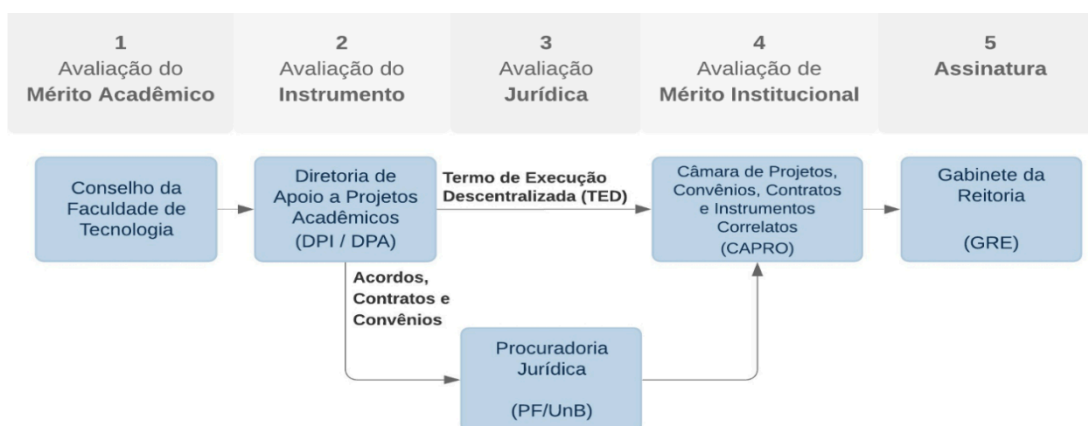 1
Avaliação do
Mérito Acadêmico
2
Avaliação do
Instrumento
3
Avaliação
Jurídica
4
Avaliação de
Mérito Institucional
5
Assinatura
Conselho da
Faculdade de
Tecnologia
Diretoria de
Apoio a Projetos
Acadêmicos
(DPI / DPA)
Termo de Execução
Descentralizada (TED)
Câmara de Projetos,
Convênios, Contratos
e Instrumentos
Correlatos
(CAPRO)
Gabinete da
Reitoria
(GRE)
Acordos,
Contratos e
Convênios
Procuradoria
Jurídica
(PF/UnB)